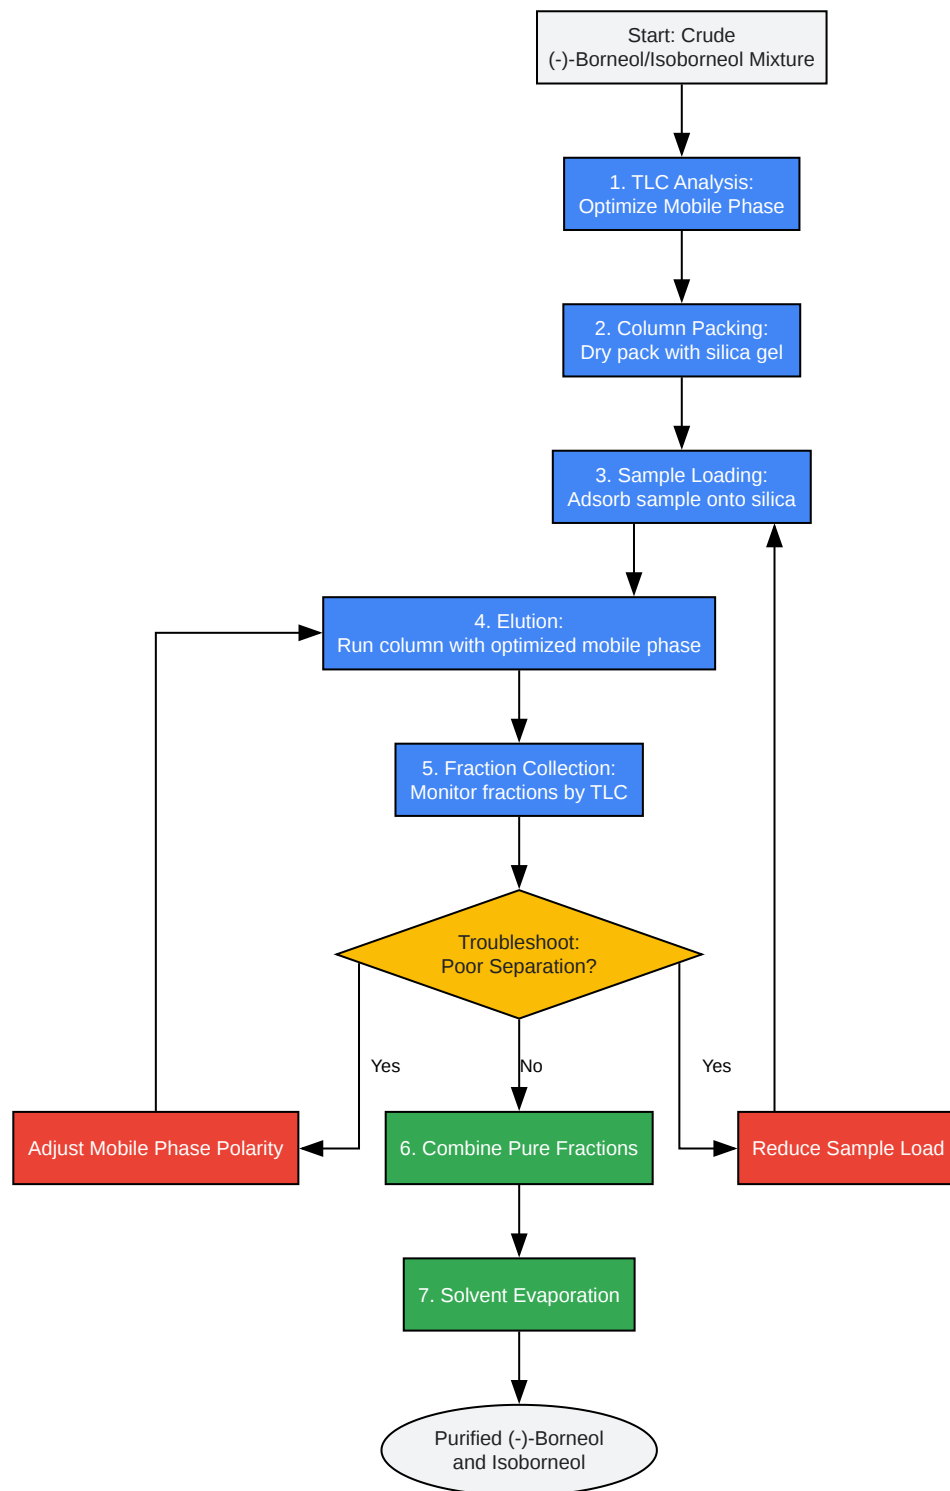 Start: Crude
(-)-Borneol/Isoborneol Mixture
1. TLC Analysis:
Optimize Mobile Phase
2. Column Packing:
Dry pack with silica gel
3. Sample Loading:
Adsorb sample onto silica
4. Elution:
Run column with optimized mobile phase
5. Fraction Collection:
Monitor fractions by TLC
Troubleshoot:
Poor Separation?
Yes
No
Yes
Adjust Mobile Phase Polarity
6. Combine Pure Fractions
Reduce Sample Load
7. Solvent Evaporation
Purified (-)-Borneol
and Isoborneol